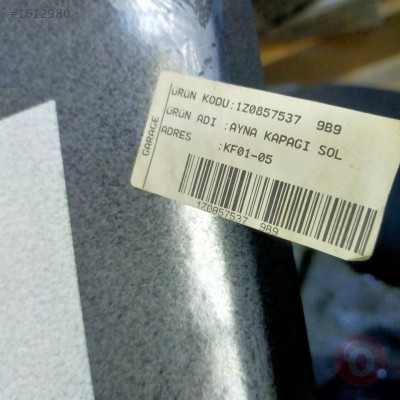 #1612980
GARAGE
ÜRÜN KODU:1Z0857537 9B9
ÜRÜN ADI :AYNA KAPAGI SOL
ADRES :KF01-05
1Z0857537 9B9